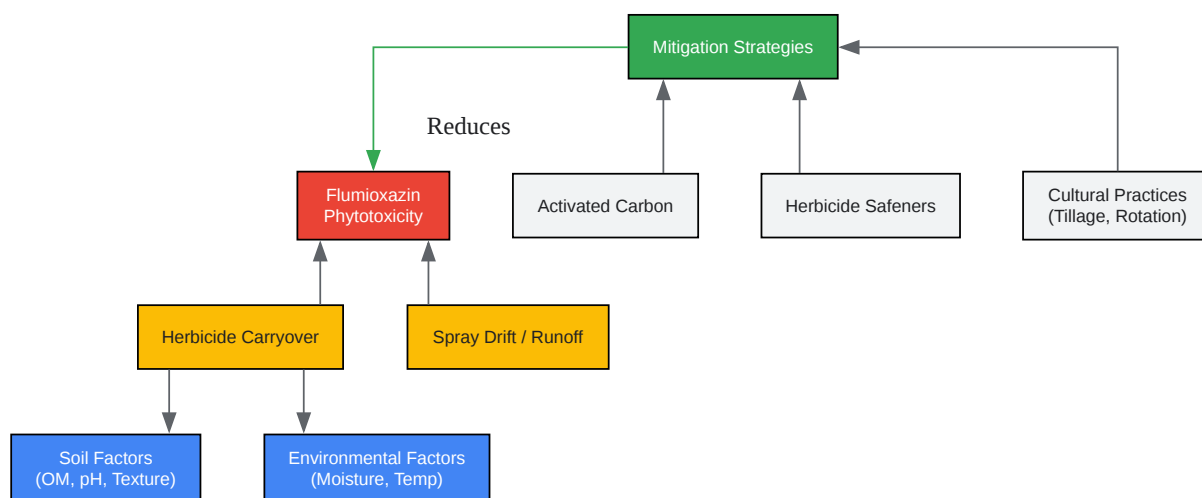 Mitigation Strategies
Reduces
Flumioxazin
Phytotoxicity
Activated Carbon
Herbicide Safeners
Cultural Practices
(Tillage, Rotation)
Herbicide Carryover
Spray Drift / Runoff
Soil Factors
(OM, pH, Texture)
Environmental Factors
(Moisture, Temp)